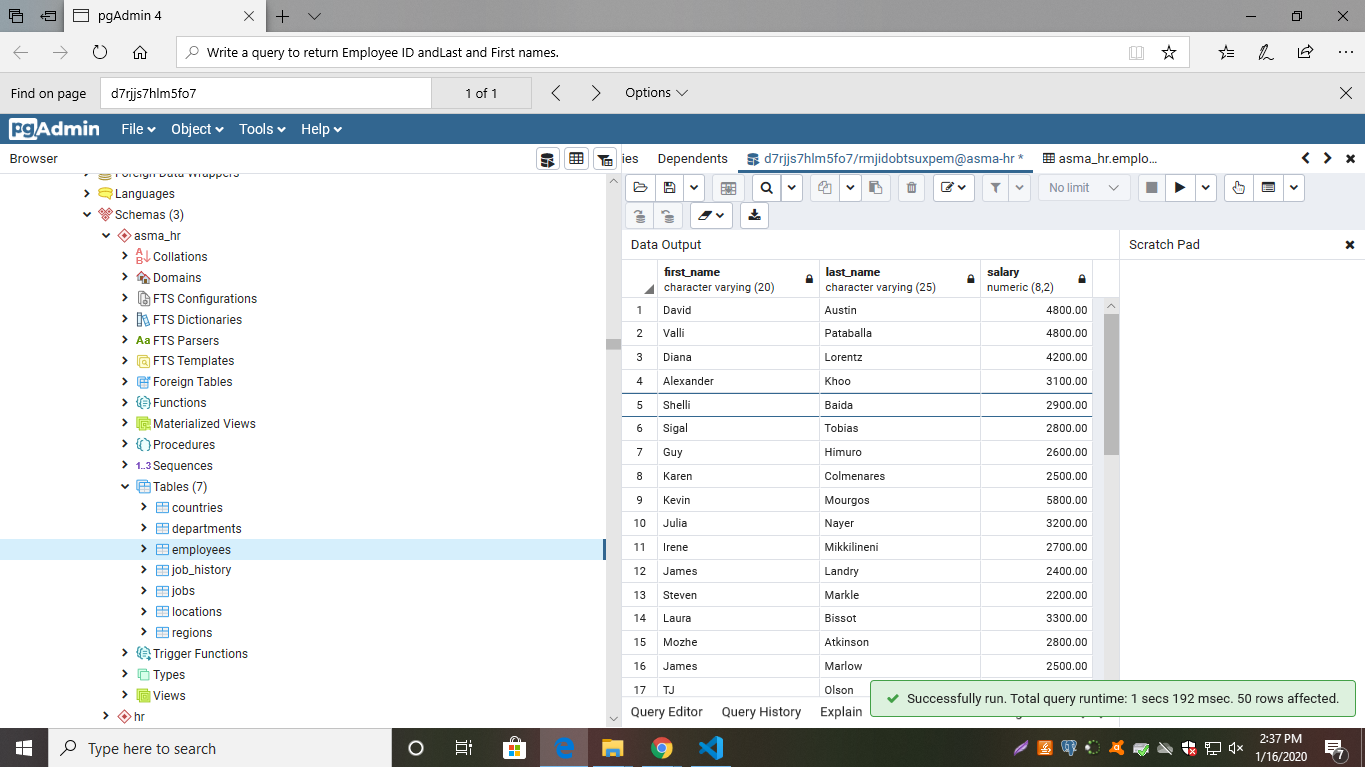 pgAdmin 4
Write a query to return Employee ID andLast and First names.
Find on page
d7rjjs7hlm5fo7
1 of 1
Options
pgAdmin
File
Object
Tools
Help
Browser
ies
Dependents
d7rjjs7hlm5fo7/rmjidobtsuxpem@asma-hr *
asma_hr.emplo...
Foreign Data Wrappers
Languages
Schemas (3)
asma_hr
Collations
Domains
FTS Configurations
FTS Dictionaries
Aa FTS Parsers
FTS Templates
Foreign Tables
Functions
Materialized Views
Procedures
1..3 Sequences
Tables (7)
countries
departments
employees
job_history
jobs
locations
regions
Trigger Functions
Types
Views
hr
No limit
Data Output
Scratch Pad
first_name last_name salary
character varying (20) character varying (25) numeric (8,2)
1 David Austin 4800.00
2 Valli Pataballa 4800.00
3 Diana Lorentz 4200.00
4 Alexander Khoo 3100.00
5 Shelli Baida 2900.00
6 Sigal Tobias 2800.00
7 Guy Himuro 2600.00
8 Karen Colmenares 2500.00
9 Kevin Mourgos 5800.00
10 Julia Nayer 3200.00
11 Irene Mikkilineni 2700.00
12 James Landry 2400.00
13 Steven Markle 2200.00
14 Laura Bissot 3300.00
15 Mozhe Atkinson 2800.00
16 James Marlow 2500.00
17 TJ Olson
Successfully run. Total query runtime: 1 secs 192 msec. 50 rows affected.
Query Editor
Query History
Explain
Type here to search
2:37 PM
1/16/2020
7